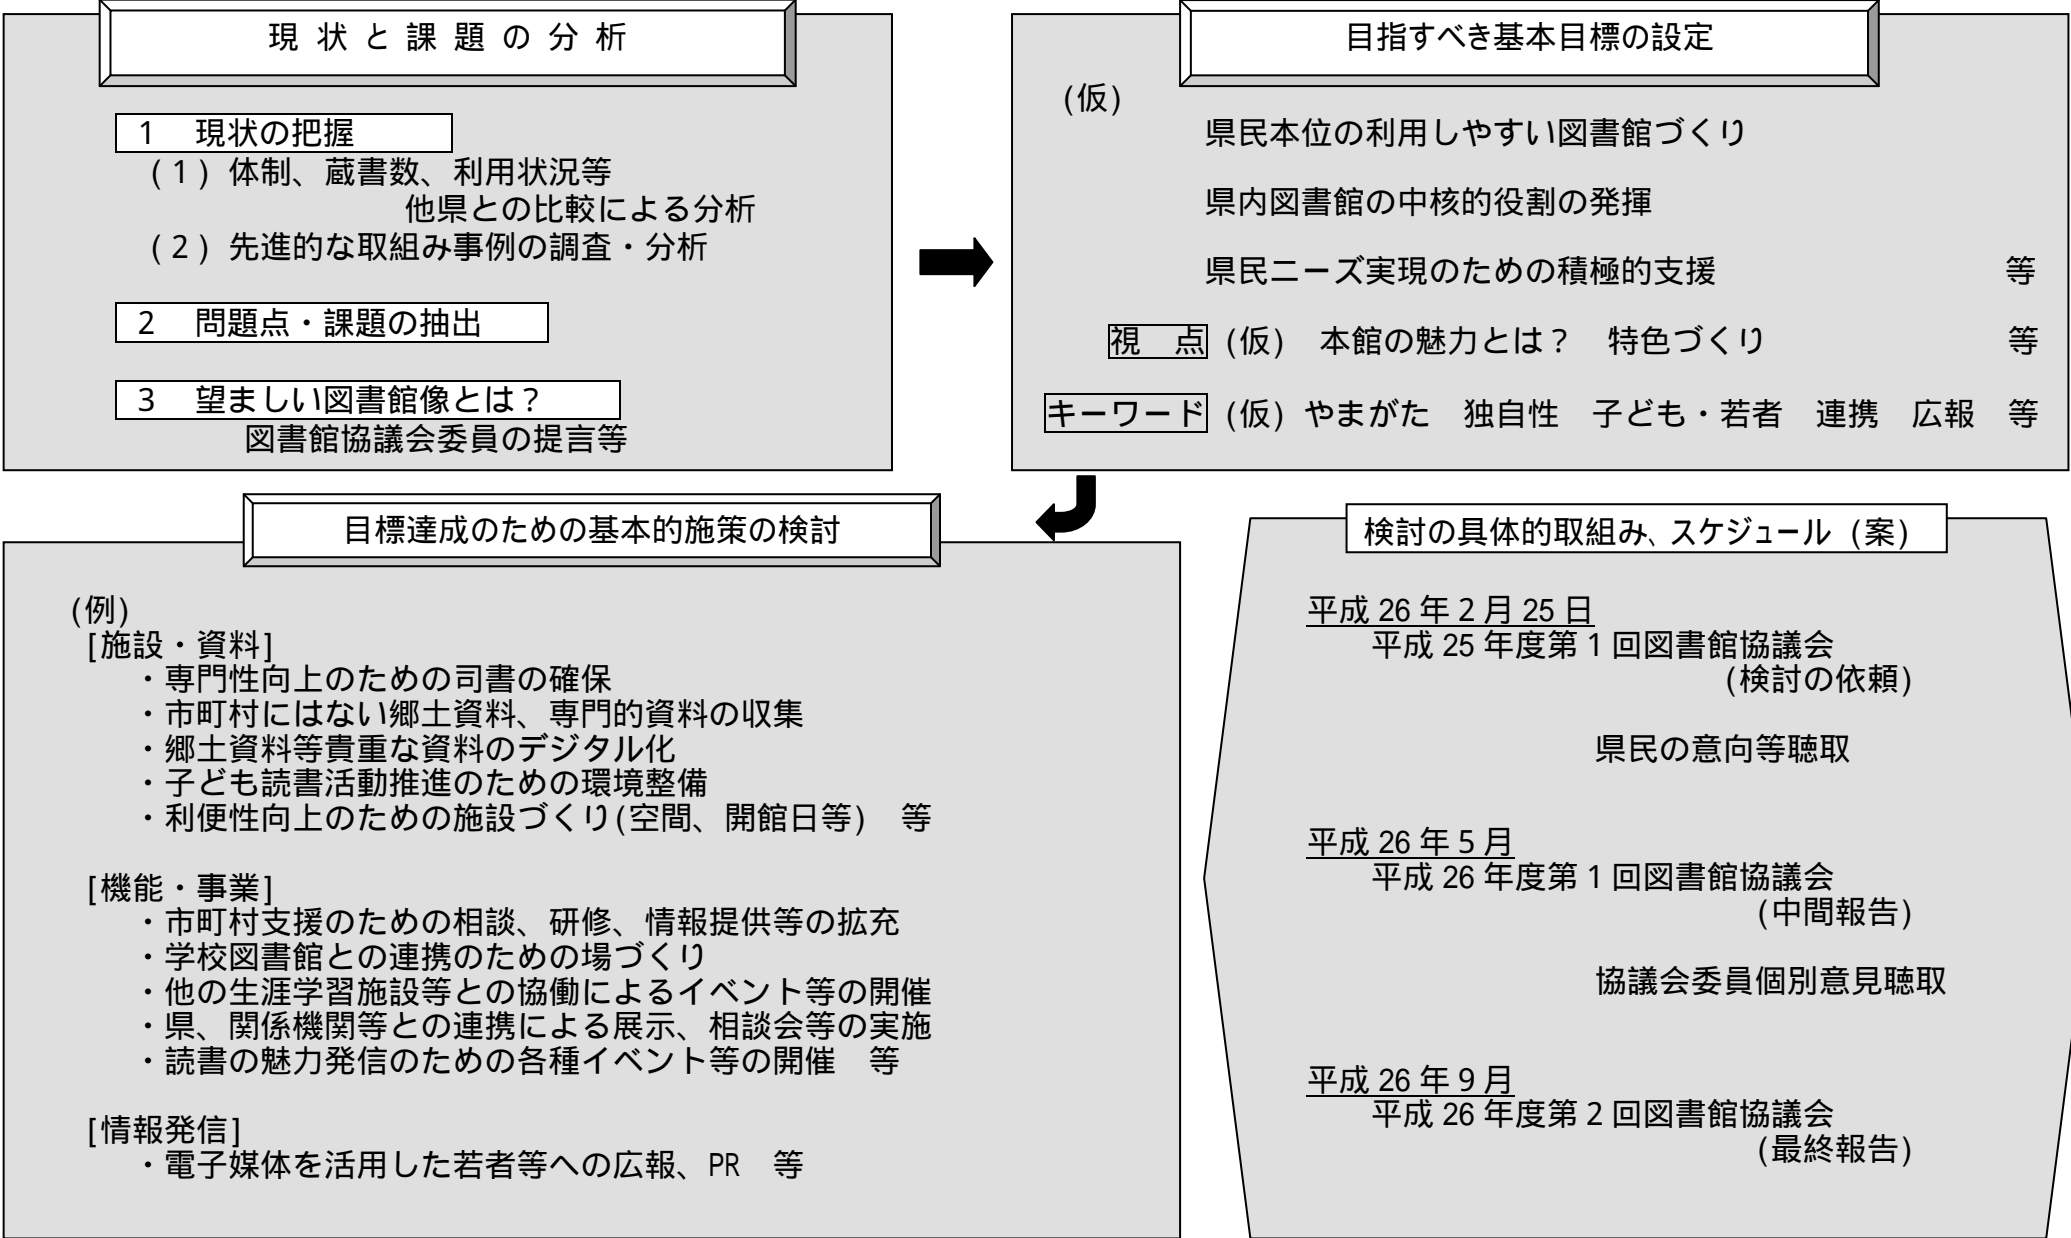 現状と課題の分析
1 現状の把握
(1) 体制、蔵書数、利用状況等
他県との比較による分析
(2) 先進的な取組み事例の調査・分析
2 問題点・課題の抽出
3 望ましい図書館像とは?
図書館協議会委員の提言等
目指すべき基本目標の設定
(仮)
県民本位の利用しやすい図書館づくり
県内図書館の中核的役割の発揮
県民ニーズ実現のための積極的支援 等
視 点 (仮) 本館の魅力とは? 特色づくり 等
キーワード (仮) やまがた 独自性 子ども・若者 連携 広報 等
目標達成のための基本的施策の検討
(例)
[施設・資料]
・専門性向上のための司書の確保
・市町村にはない郷土資料、専門的資料の収集
・郷土資料等貴重な資料のデジタル化
・子ども読書活動推進のための環境整備
・利便性向上のための施設づくり(空間、開館日等) 等
[機能・事業]
・市町村支援のための相談、研修、情報提供等の拡充
・学校図書館との連携のための場づくり
・他の生涯学習施設等との協働によるイベント等の開催
・県、関係機関等との連携による展示、相談会等の実施
・読書の魅力発信のための各種イベント等の開催 等
[情報発信]
・電子媒体を活用した若者等への広報、PR 等
検討の具体的取組み、スケジュール (案)
平成 26 年 2 月 25 日
平成 25 年度第 1 回図書館協議会
(検討の依頼)
県民の意向等聴取
平成 26 年 5 月
平成 26 年度第 1 回図書館協議会
(中間報告)
協議会委員個別意見聴取
平成 26 年 9 月
平成 26 年度第 2 回図書館協議会
(最終報告)